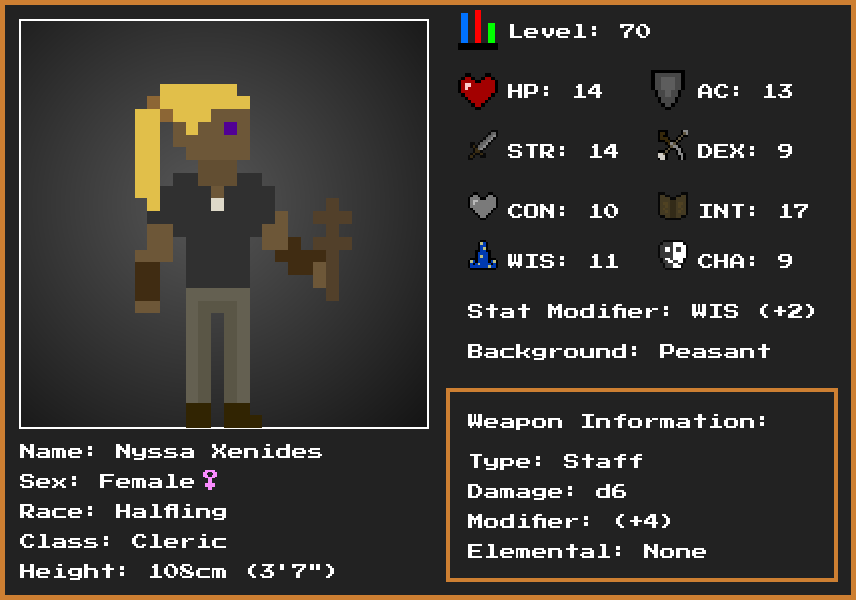 Level: 70
HP: 14
AC: 13
STR: 14
DEX: 9
CON: 10
INT: 17
WIS: 11
CHA: 9
Stat Modifier: WIS (+2)
Background: Peasant
Weapon Information:
Type: Staff
Damage: d6
Modifier: (+4)
Elemental: None
Name: Nyssa Xenides
Sex: Female♀
Race: Halfling
Class: Cleric
Height: 108cm (3'7")